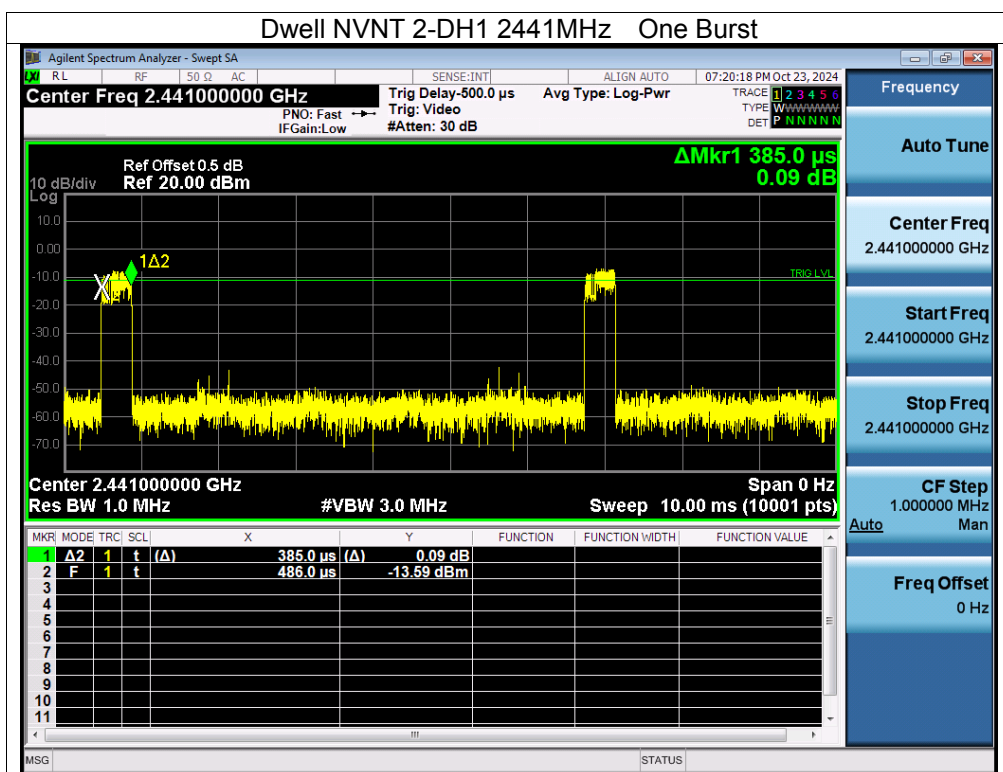 Dwell NVNT 2-DH1 2441MHz One Burst
Agilent Spectrum Analyzer - Swept SA
LXI RL RF 50 Ω AC SENSE:INT ALIGN AUTO 07:20:18 PM Oct 23, 2024
Center Freq 2.441000000 GHz Trig Delay-500.0 µs Avg Type: Log-Pwr TRACE 1 2 3 4 5 6
PNO: Fast Trig: Video TYPE WWWWWWW
IFGain:Low #Atten: 30 dB DET P N N N N N
ΔMkr1 385.0 µs
0.09 dB
Ref Offset 0.5 dB
10 dB/div Ref 20.00 dBm
Log
10.0
0.00
1Δ2
-10.0
TRIG LVL
-20.0
-30.0
-40.0
-50.0
-60.0
-70.0
Center 2.441000000 GHz Span 0 Hz
Res BW 1.0 MHz #VBW 3.0 MHz Sweep 10.00 ms (10001 pts)
MKR MODE TRC SCL X Y FUNCTION FUNCTION WIDTH FUNCTION VALUE
1 Δ2 1 t (Δ) 385.0 µs (Δ) 0.09 dB
2 F 1 t 486.0 µs -13.59 dBm
3
4
5
6
7
8
9
10
11
MSG STATUS
Frequency
Auto Tune
Center Freq
2.441000000 GHz
Start Freq
2.441000000 GHz
Stop Freq
2.441000000 GHz
CF Step
1.000000 MHz
Auto Man
Freq Offset
0 Hz